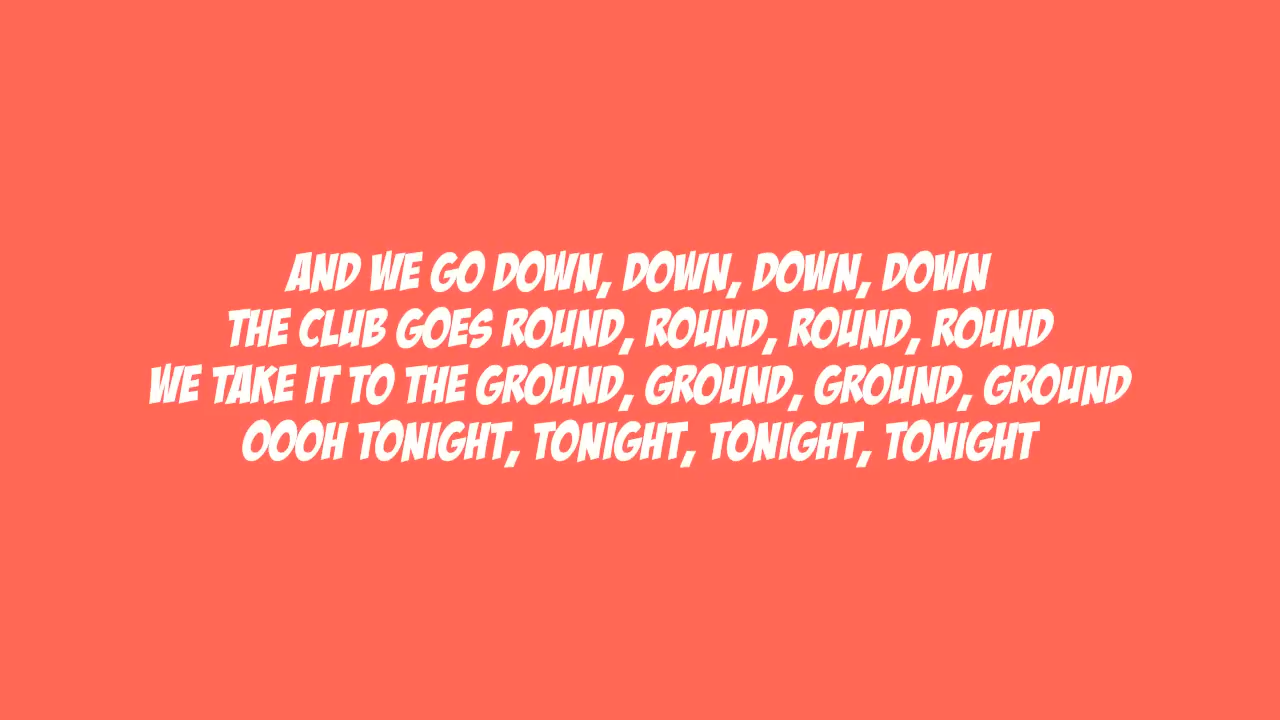 AND WE GO DOWN, DOWN, DOWN, DOWN
THE CLUB GOES ROUND, ROUND, ROUND, ROUND
WE TAKE IT TO THE GROUND, GROUND, GROUND, GROUND
OOOH TONIGHT, TONIGHT, TONIGHT, TONIGHT